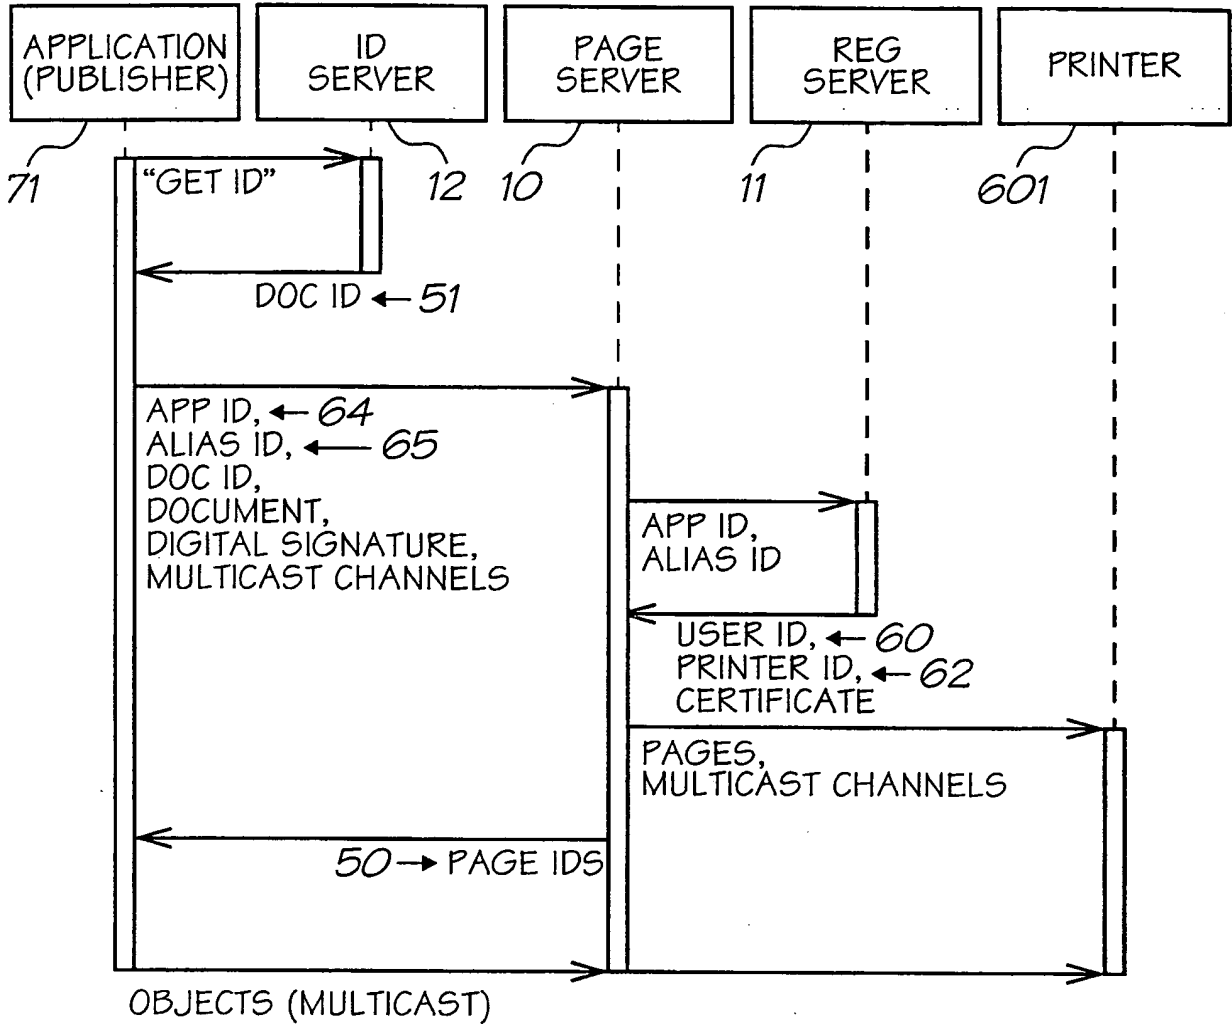 APPLICATION
(PUBLISHER)
ID
SERVER
PAGE
SERVER
REG
SERVER
PRINTER
71
12
10
11
601
"GET ID"
DOC ID 51
APP ID, 64
ALIAS ID, 65
DOC ID,
DOCUMENT,
DIGITAL SIGNATURE,
MULTICAST CHANNELS
APP ID,
ALIAS ID
USER ID, 60
PRINTER ID, 62
CERTIFICATE
PAGES,
MULTICAST CHANNELS
50 PAGE IDS
OBJECTS (MULTICAST)